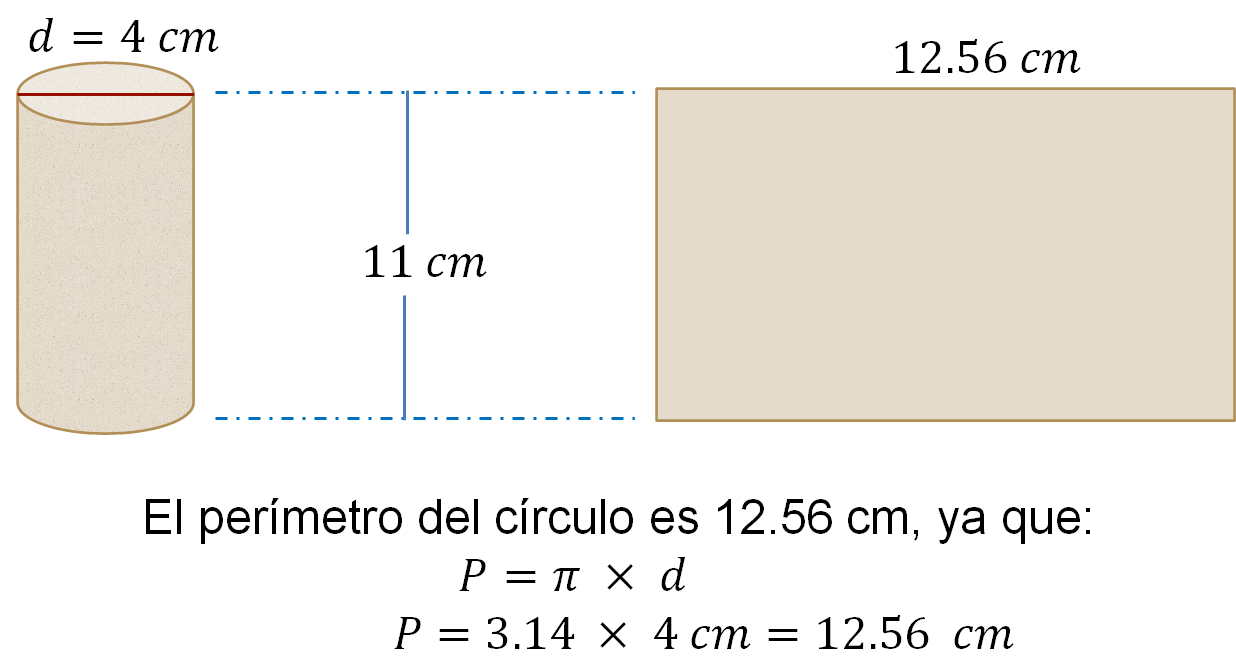 d = 4 cm
12.56 cm
11 cm
El perímetro del círculo es 12.56 cm, ya que:
P = π × d
P = 3.14 × 4 cm = 12.56 cm